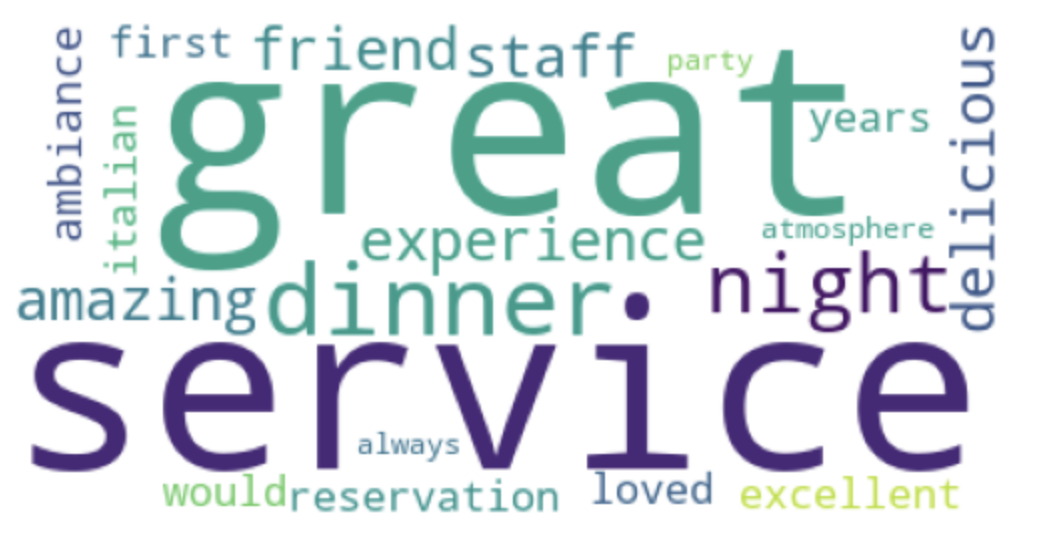 ambiance
first
friend
staff
party
delicious
italian
great
years
experience
atmosphere
amazing
dinner
night
service
always
would
reservation
loved
excellent